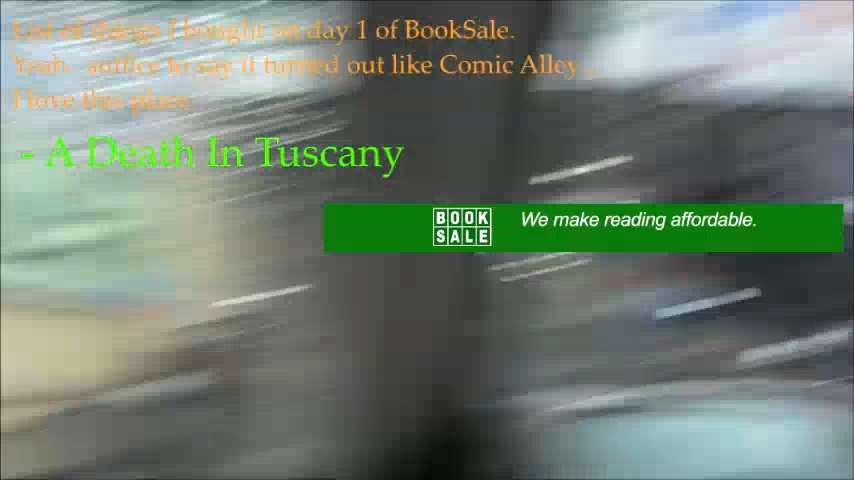 List of things I bought on day 1 of BookSale.
Yeah.. suffice to say it turned out like Comic Alley...
I love this place.
- A Death In Tuscany
BOOK
SALE
We make reading affordable.